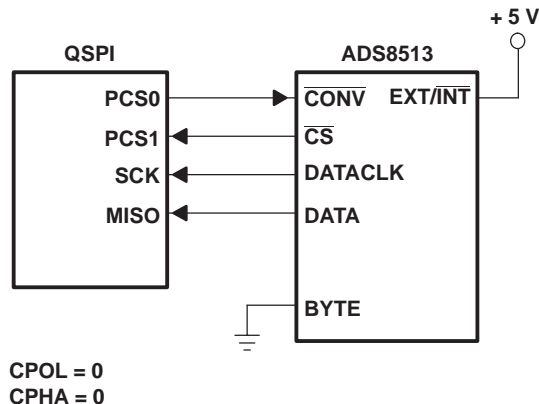 + 5 V
QSPI
ADS8513
PCS0
CONV
EXT/INT
PCS1
CS
SCK
DATACLK
MISO
DATA
BYTE
CPOL = 0
CPHA = 0